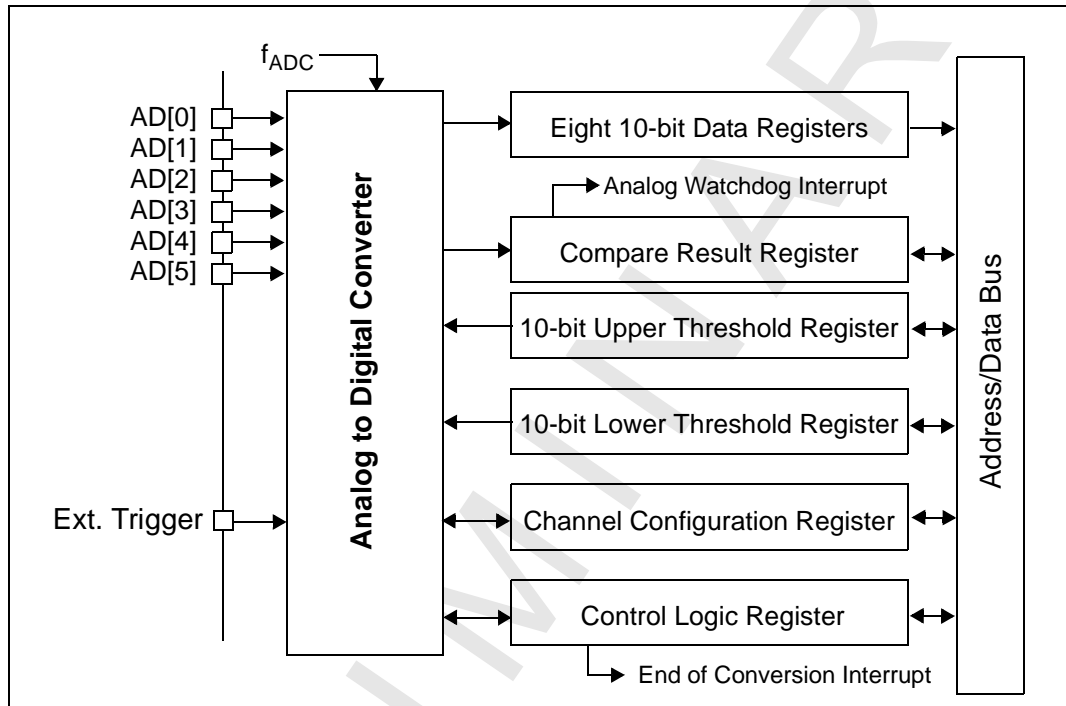 fADC
AD[0]
AD[1]
AD[2]
AD[3]
AD[4]
AD[5]
Ext. Trigger
Analog to Digital Converter
Eight 10-bit Data Registers
Analog Watchdog Interrupt
Compare Result Register
10-bit Upper Threshold Register
10-bit Lower Threshold Register
Channel Configuration Register
Control Logic Register
End of Conversion Interrupt
Address/Data Bus
IMINAR